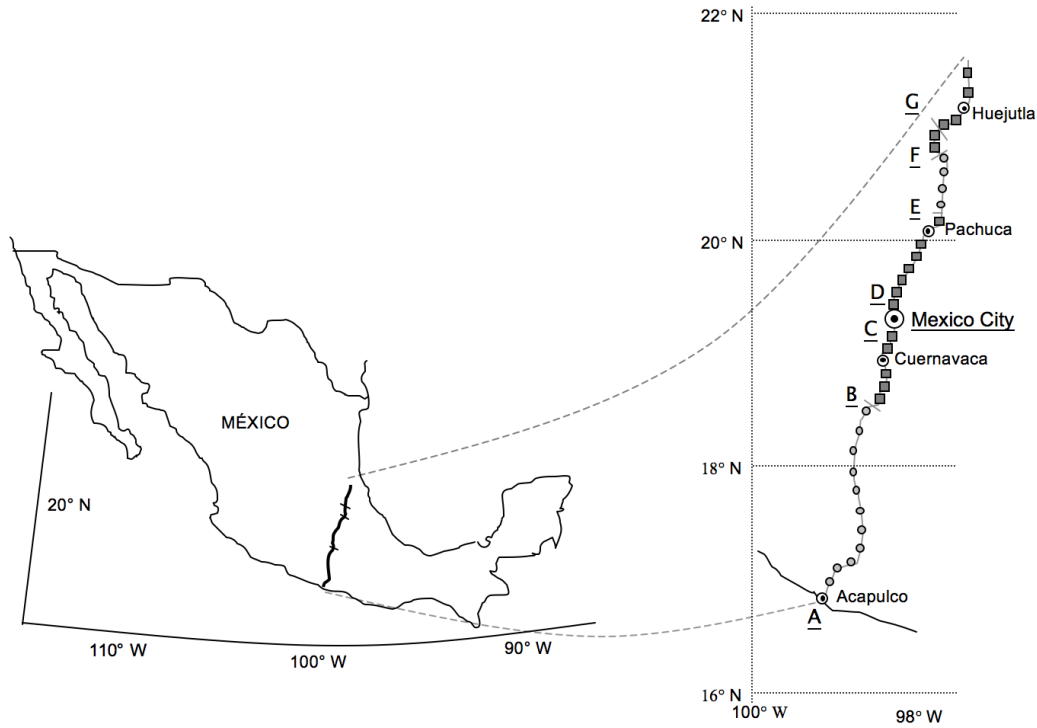 MÉXICO
20° N
110° W
100° W
90° W
22° N
G
Huejutla
F
E
Pachuca
20° N
D
Mexico City
C
Cuernavaca
B
18° N
Acapulco
A
16° N
100° W
98° W